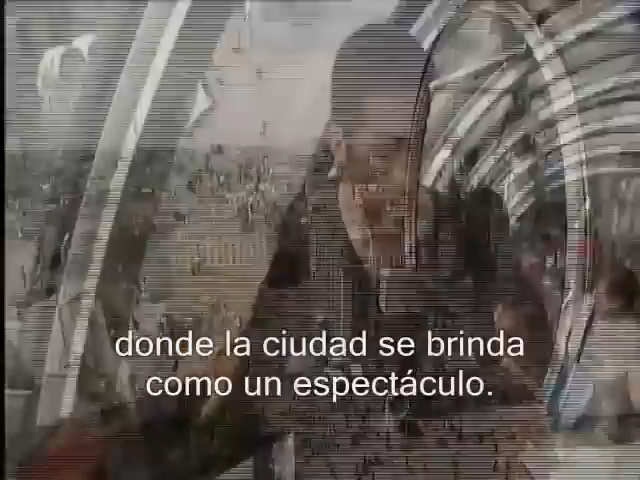 donde la ciudad se brinda
como un espectáculo.